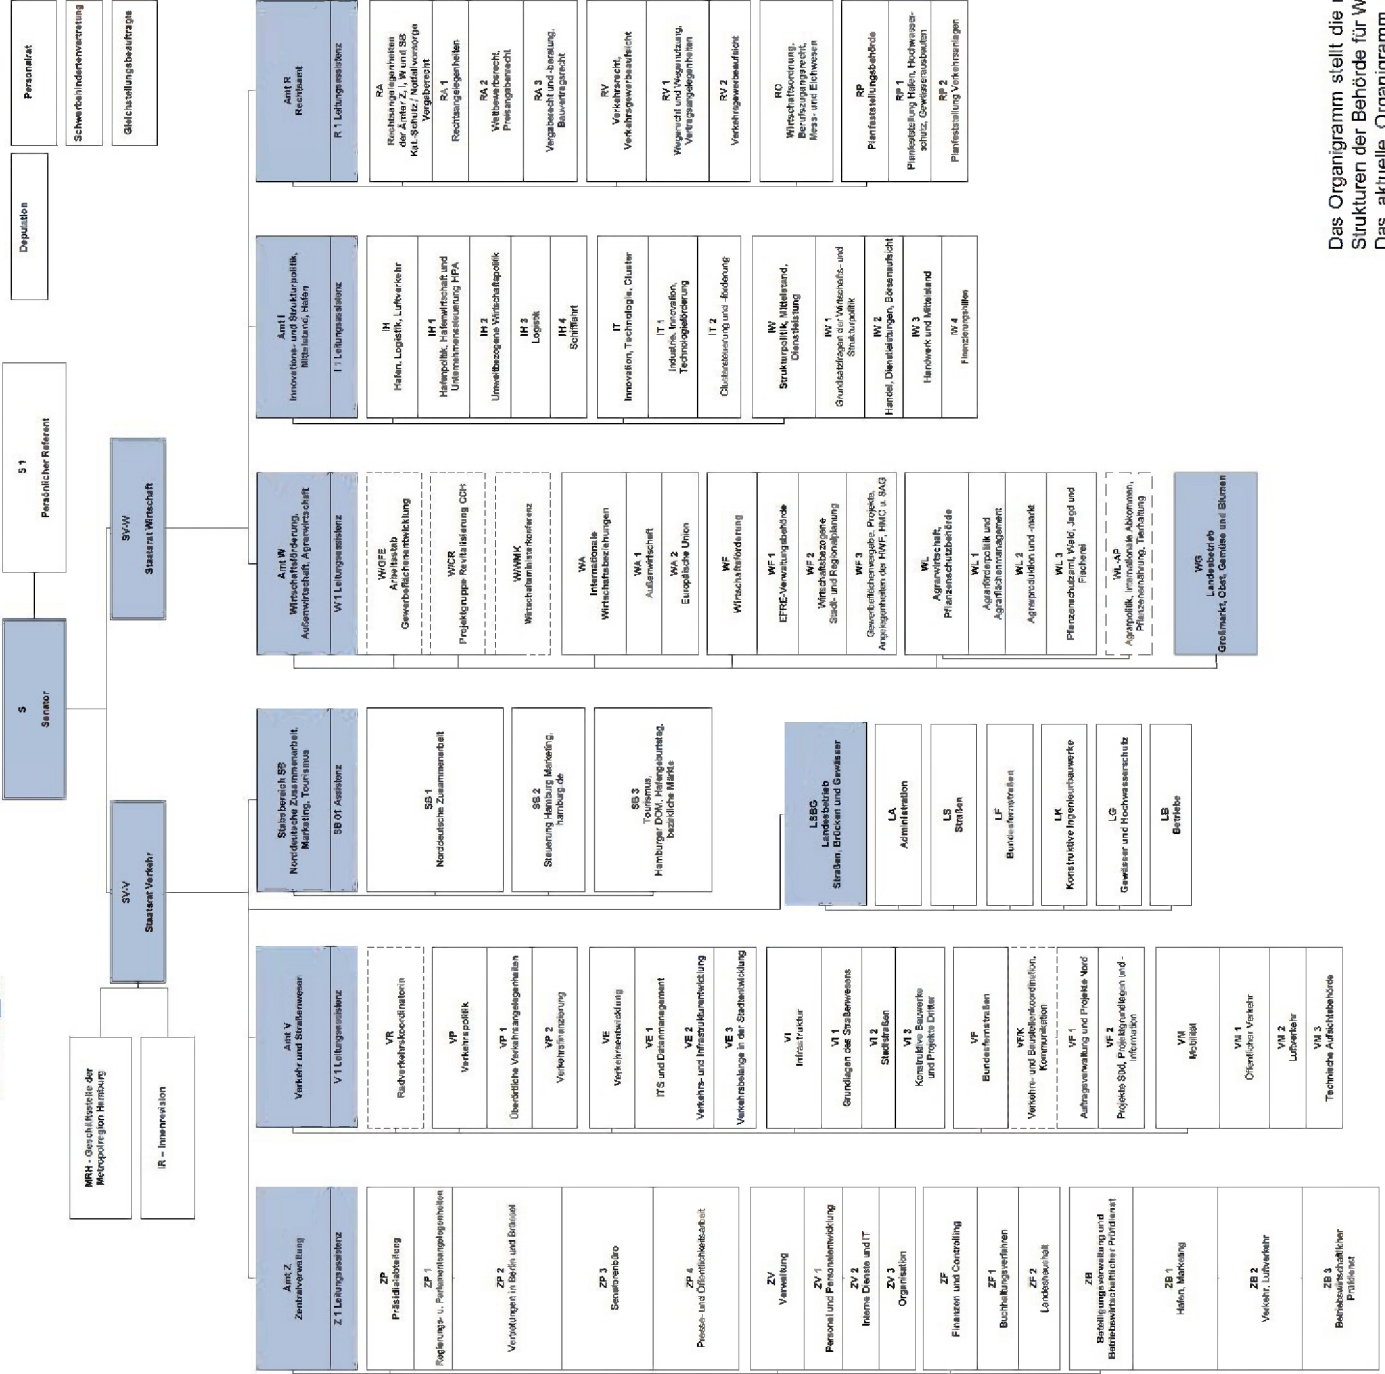 Personalrat
Schwerbehindertenvertretung
Gleichstellungsbeauftragte
Deputation
S 1
Persönlicher Referent
S
Senator
SV-W
Staatsrat Wirtschaft
SV-V
Staatsrat Verkehr
MRH - Geschäftsstelle der
Metropolregion Hamburg
IR – Innenrevision
Amt Z
Zentralverwaltung
Z 1 Leitungsassistenz
ZP
Präsidialabteilung
ZP 1
Regierungs- u. Parlamentsangelegenheiten
ZP 2
Vertretungen in Berlin und Brüssel
ZP 3
Senatorenbüro
ZP 4
Presse- und Öffentlichkeitsarbeit
ZV
Verwaltung
ZV 1
Personal und Personalentwicklung
ZV 2
Interne Dienste und IT
ZV 3
Organisation
ZF
Finanzen und Controlling
ZF 1
Buchhaltungsverfahren
ZF 2
Landeshaushalt
ZB
Beteiligungsverwaltung und
Betriebswirtschaftlicher Prüfdienst
ZB 1
Hafen, Marketing
ZB 2
Verkehr, Luftverkehr
ZB 3
Betriebswirtschaftlicher
Prüfdienst
Amt V
Verkehr und Straßenwesen
V 1 Leitungsassistenz
VR
Radverkehrskoordinatorin
VP
Verkehrspolitik
VP 1
Überörtliche Verkehrsangelegenheiten
VP 2
Verkehrsfinanzierung
VE
Verkehrsentwicklung
VE 1
ITS und Datenmanagement
VE 2
Verkehrs- und Infrastrukturentwicklung
VE 3
Verkehrsbelange in der Stadtentwicklung
VI
Infrastruktur
VI 1
Grundlagen des Straßenwesens
VI 2
Stadtstraßen
VI 3
Konstruktive Bauwerke
und Projekte Dritter
VF
Bundesfernstraßen
VF/K
Verkehrs- und Baustellenkoordination,
Kommunikation
VF 1
Auftragsverwaltung und Projekte Nord
VF 2
Projekte Süd, Projektgrundlagen und -
information
VM
Mobilität
VM 1
Öffentlicher Verkehr
VM 2
Luftverkehr
VM 3
Technische Aufsichtsbehörde
Stabsbereich SB
Norddeutsche Zusammenarbeit,
Marketing, Tourismus
SB 01 Assistenz
SB 1
Norddeutsche Zusammenarbeit
SB 2
Steuerung Hamburg Marketing,
hamburg.de
SB 3
Tourismus,
Hamburger DOM, Hafengeburtstag,
bezirkliche Märkte
LSBG
Landesbetrieb
Straßen, Brücken und Gewässer
LA
Administration
LS
Straßen
LF
Bundesfernstraßen
LK
Konstruktive Ingenieurbauwerke
LG
Gewässer und Hochwasserschutz
LB
Betriebe
Amt W
Wirtschaftsförderung,
Außenwirtschaft, Agrarwirtschaft
W 1 Leitungsassistenz
W/GFE
Arbeitsstab
Gewerbeflächenentwicklung
W/CR
Projektgruppe Revitalisierung CCH
W/WMK
Wirtschaftsministerkonferenz
WA
Internationale
Wirtschaftsbeziehungen
WA 1
Außenwirtschaft
WA 2
Europäische Union
WF
Wirtschaftsförderung
WF 1
EFRE-Verwaltungsbehörde
WF 2
Wirtschaftsbezogene
Stadt- und Regionalplanung
WF 3
Gewerbeflächenvergabe, Projekte,
Angelegenheiten der HWF, HMC u. SAG
WL
Agrarwirtschaft,
Pflanzenschutzbehörde
WL 1
Agrarförderpolitik und
Agrarflächenmanagement
WL 2
Agrarproduktion und -markt
WL 3
Pflanzenschutzamt, Wald, Jagd und
Fischerei
WL-AP
Agrarpolitik, Internationale Abkommen,
Pflanzenernährung, Tierhaltung
WG
Landesbetrieb
Großmarkt, Obst, Gemüse und Blumen
Amt I
Innovations- und Strukturpolitik,
Mittelstand, Hafen
I 1 Leitungsassistenz
IH
Hafen, Logistik, Luftverkehr
IH 1
Hafenpolitik, Hafenwirtschaft und
Unternehmenssteuerung HPA
IH 2
Umweltbezogene Wirtschaftspolitik
IH 3
Logistik
IH 4
Schifffahrt
IT
Innovation, Technologie, Cluster
IT 1
Industrie, Innovation,
Technologieförderung
IT 2
Clustersteuerung und -förderung
IW
Strukturpolitik, Mittelstand,
Dienstleistung
IW 1
Grundsatzfragen der Wirtschafts- und
Strukturpolitik
IW 2
Handel, Dienstleistungen, Börsenaufsicht
IW 3
Handwerk und Mittelstand
IW 4
Finanzierungshilfen
Amt R
Rechtsamt
R 1 Leitungsassistenz
RA
Rechtsangelegenheiten
der Ämter Z, I, W und SB
Kat.-Schutz / Notfallvorsorge
Vergaberecht
RA 1
Rechtsangelegenheiten
RA 2
Wettbewerbsrecht,
Preisangabenrecht
RA 3
Vergaberecht und -beratung,
Bauvertragsrecht
RV
Verkehrsrecht,
Verkehrsgewerbeaufsicht
RV 1
Wegerecht und Wegenutzung,
Vertragsangelegenheiten
RV 2
Verkehrsgewerbeaufsicht
RO
Wirtschaftsordnung,
Berufszugangsrecht,
Mess- und Eichwesen
RP
Planfeststellungsbehörde
RP 1
Planfeststellung Hafen, Hochwasser-
schutz, Gewässerausbauten
RP 2
Planfeststellung Verkehrsanlagen
Das Organigramm stellt die
Strukturen der Behörde für W
Das aktuelle Organigramm